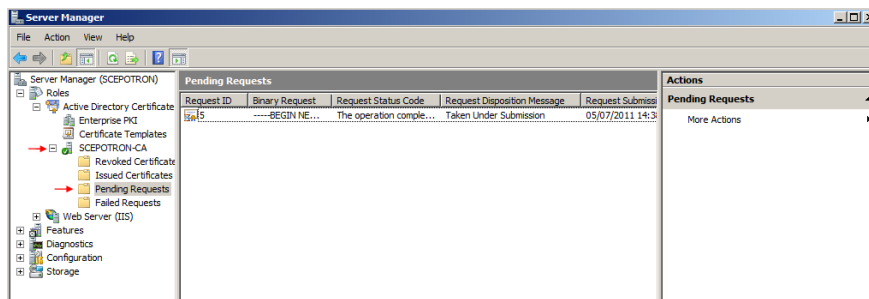 Server Manager
File Action View Help
Server Manager (SCEPOTRON)
Roles
Active Directory Certificate
Enterprise PKI
Certificate Templates
SCEPOTRON-CA
Revoked Certificate
Issued Certificates
Pending Requests
Failed Requests
Web Server (IIS)
Features
Diagnostics
Configuration
Storage
Pending Requests
Request ID Binary Request Request Status Code Request Disposition Message Request Submissi
5 -----BEGIN NE... The operation comple... Taken Under Submission 05/07/2011 14:38
Actions
Pending Requests
More Actions